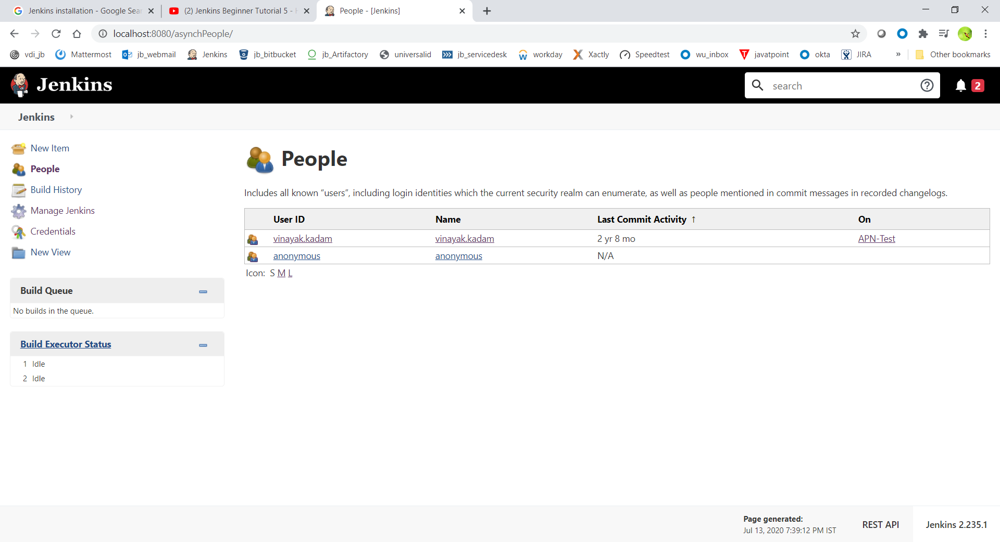 Jenkins installation - Google Sear
(2) Jenkins Beginner Tutorial 5 -
People - [Jenkins]
localhost:8080/asynchPeople/
vdi_jb Mattermost jb_webmail Jenkins jb_bitbucket jb_Artifactory universalid jb_servicedesk workday Xactly Speedtest wu_inbox javatpoint okta JIRA » Other bookmarks
Jenkins
search
2
Jenkins
New Item
People
Build History
Manage Jenkins
Credentials
New View
Build Queue
No builds in the queue.
Build Executor Status
1 Idle
2 Idle
People
Includes all known “users”, including login identities which the current security realm can enumerate, as well as people mentioned in commit messages in recorded changelogs.
User ID Name Last Commit Activity ↑ On
vinayak.kadam vinayak.kadam 2 yr 8 mo APN-Test
anonymous anonymous N/A
Icon: S M L
Page generated:
Jul 13, 2020 7:39:12 PM IST
REST API
Jenkins 2.235.1